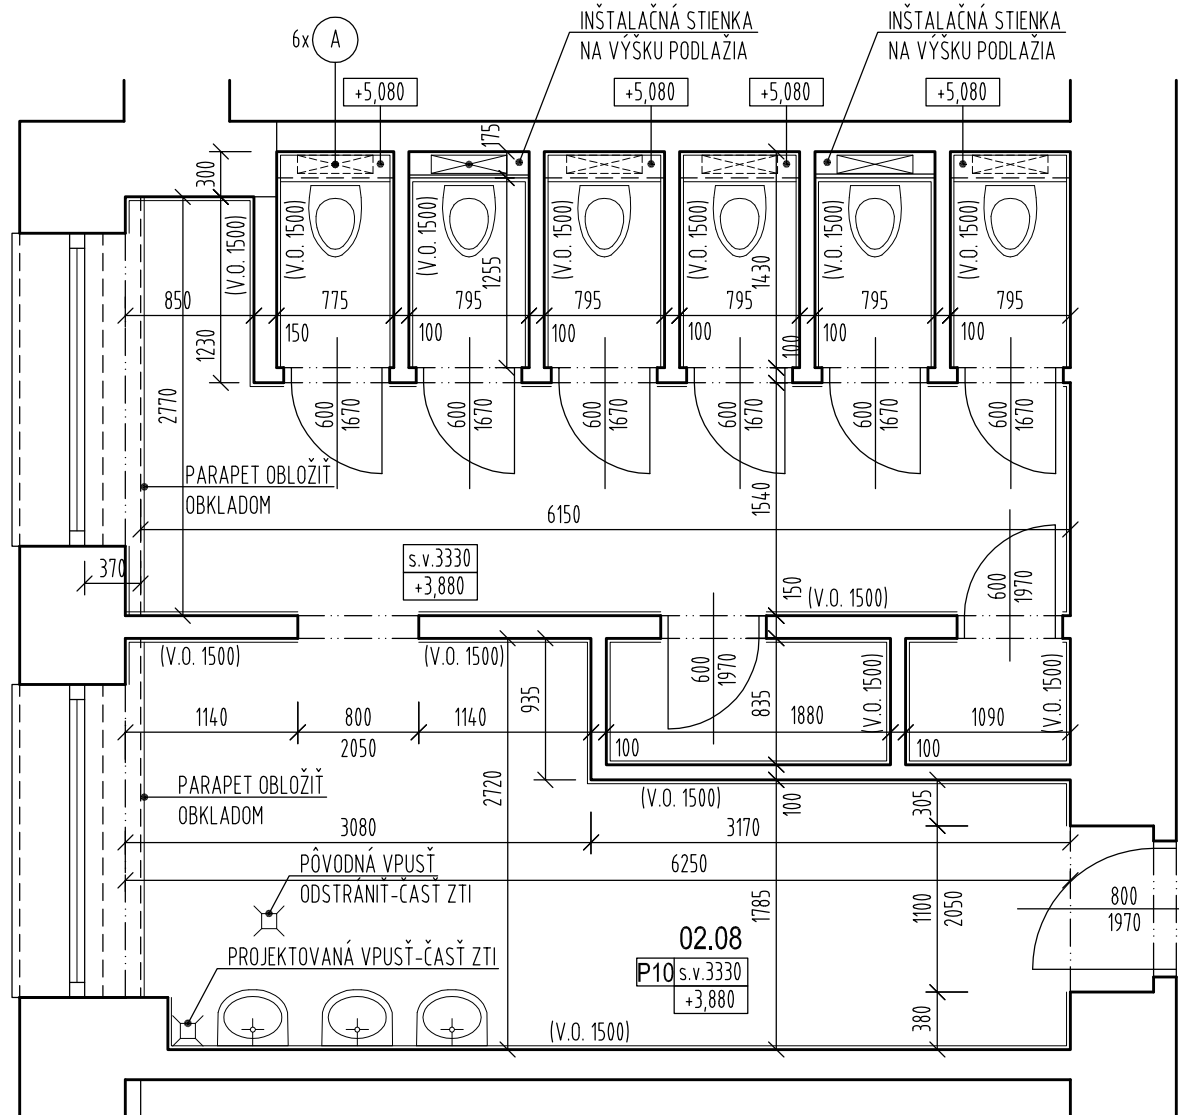 INŠTALAČNÁ STIENKA
NA VÝŠKU PODLAŽIA
INŠTALAČNÁ STIENKA
NA VÝŠKU PODLAŽIA
6x A
+5,080
+5,080
+5,080
+5,080
175
300
(V.O. 1500)
(V.O. 1500)
(V.O. 1500)
(V.O. 1500)
(V.O. 1500)
(V.O. 1500)
(V.O. 1500)
1255
1430
850
775
795
795
795
795
795
150
100
100
100
100
100
100
1230
2770
600
1670
600
1670
600
1670
600
1670
600
1670
600
1670
PARAPET OBLOŽIŤ
OBKLADOM
1540
6150
370
s.v.3330
+3,880
150
(V.O. 1500)
600
1970
(V.O. 1500)
(V.O. 1500)
600
1970
935
835
(V.O. 1500)
(V.O. 1500)
1140
800
1140
1880
1090
2050
100
100
2720
PARAPET OBLOŽIŤ
OBKLADOM
(V.O. 1500)
100
305
3080
3170
6250
PÔVODNÁ VPUSŤ
ODSTRÁNIŤ-ČASŤ ZTI
1785
1100
2050
800
1970
02.08
PROJEKTOVANÁ VPUSŤ-ČASŤ ZTI
P10 s.v.3330
+3,880
380
(V.O. 1500)